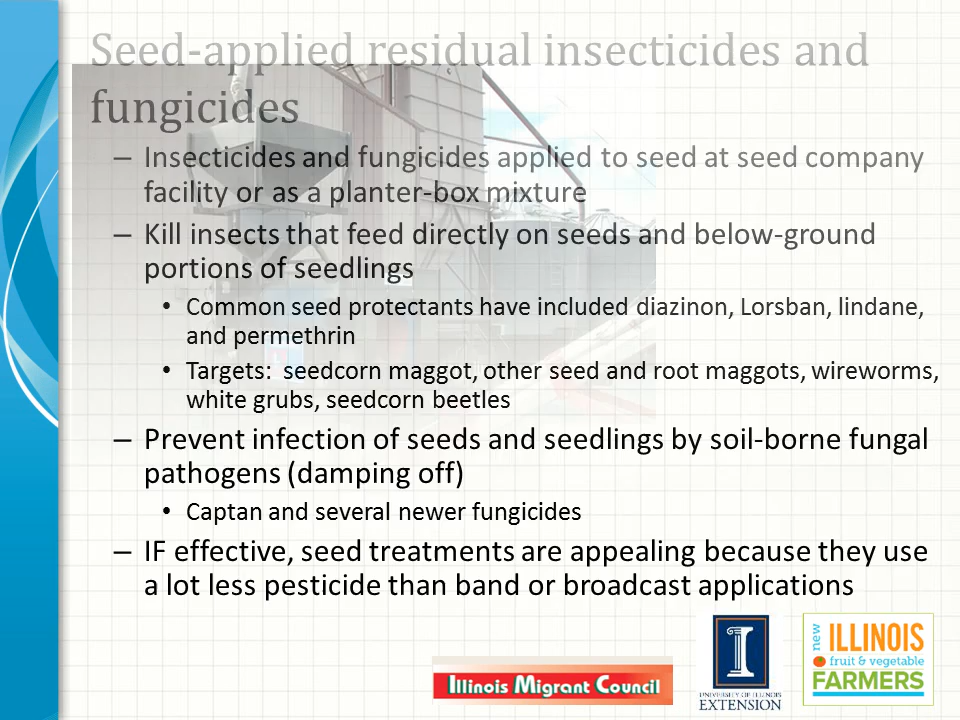 Seed-applied residual insecticides and
fungicides
– Insecticides and fungicides applied to seed at seed company
facility or as a planter-box mixture
– Kill insects that feed directly on seeds and below-ground
portions of seedlings
• Common seed protectants have included diazinon, Lorsban, lindane,
and permethrin
• Targets: seedcorn maggot, other seed and root maggots, wireworms,
white grubs, seedcorn beetles
– Prevent infection of seeds and seedlings by soil-borne fungal
pathogens (damping off)
• Captan and several newer fungicides
– IF effective, seed treatments are appealing because they use
a lot less pesticide than band or broadcast applications
Illinois Migrant Council
I
UNIVERSITY OF ILLINOIS
EXTENSION
new
ILLINOIS
fruit & vegetable
FARMERS